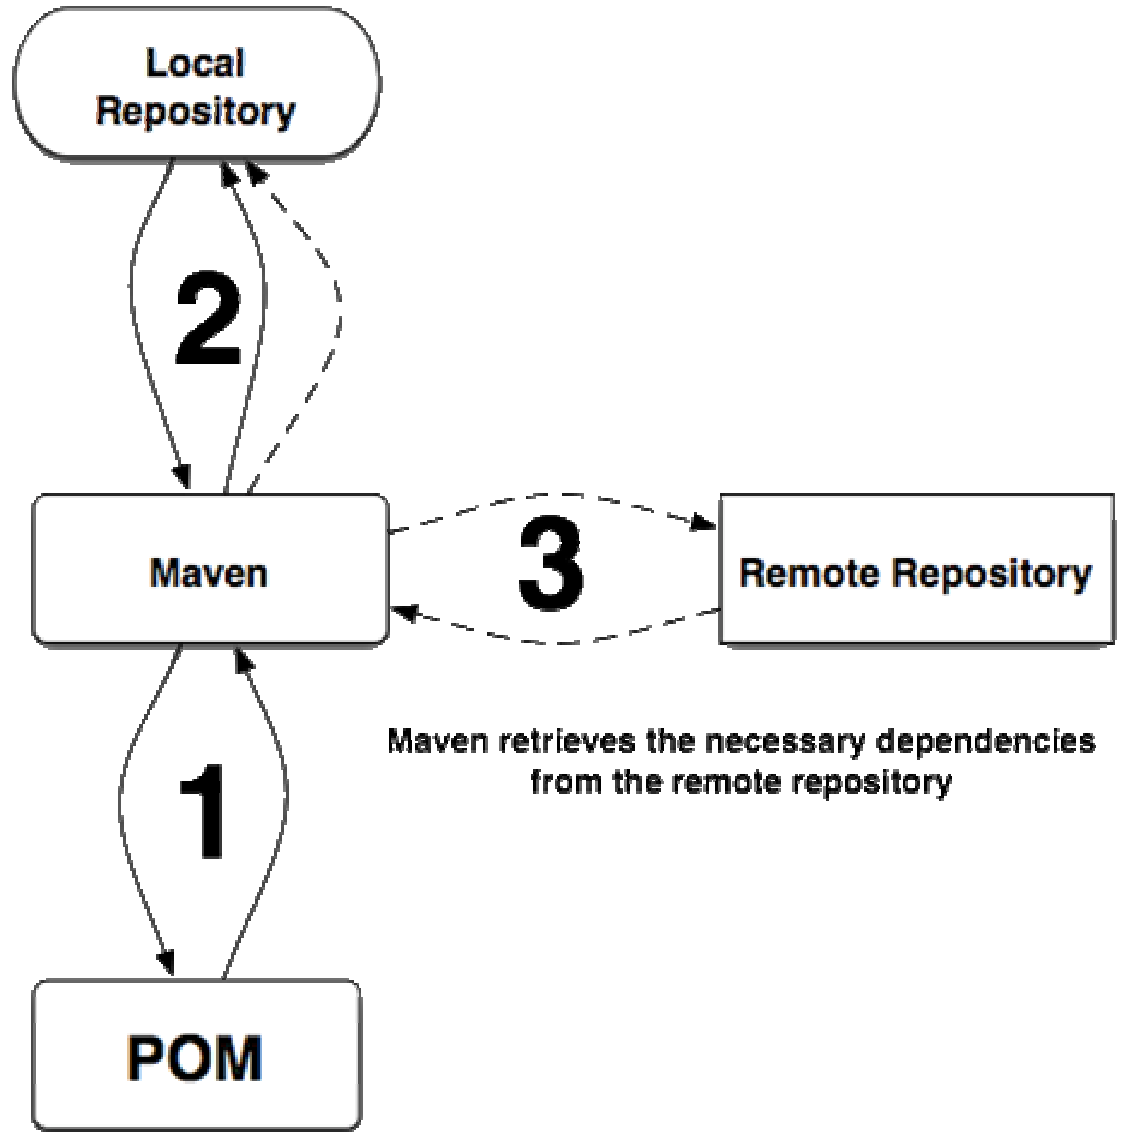 Local
Repository
2
Maven
3
Remote Repository
Maven retrieves the necessary dependencies
from the remote repository
1
POM